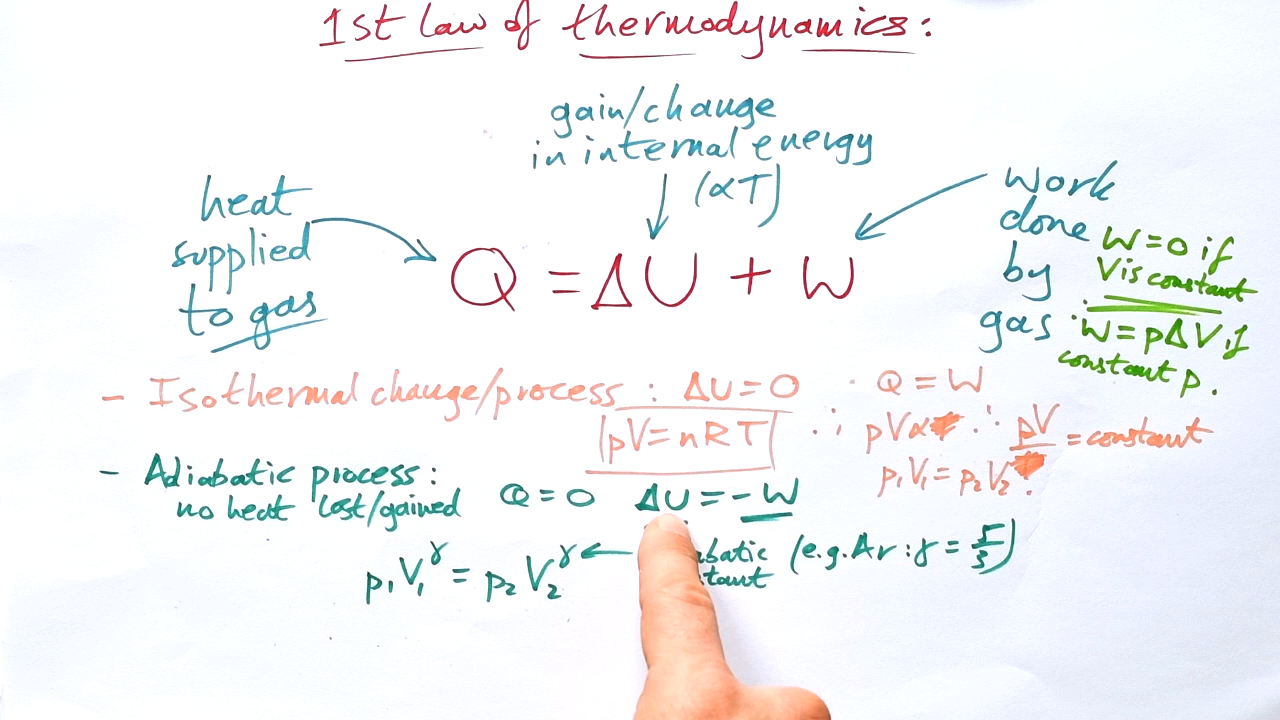 1st Law of thermodynamics:
gain/change
in internal energy
(∝T)
heat
supplied
to gas
Q = ΔU + W
work
done
by
gas
W=0 if
V is constant
W=pΔV if
constant p.
- Isothermal change/process : ΔU=0 Q=W
pV=nRT ∴ pV∝ ∴ pV = constant
p₁V₁=p₂V₂
- Adiabatic process:
no heat lost/gained
Q=0 ΔU=-W
p₁V₁^γ = p₂V₂^γ ←
(e.g. Ar: γ = 5/3)